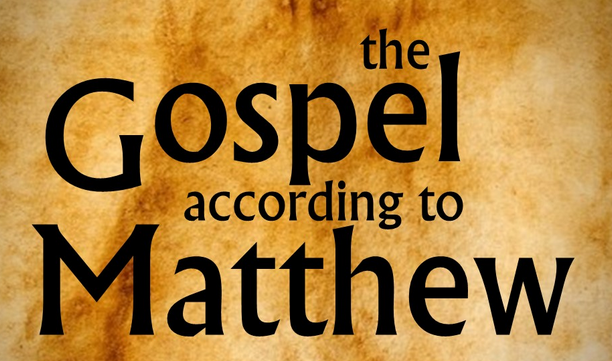 the
Gospel
according to
Matthew